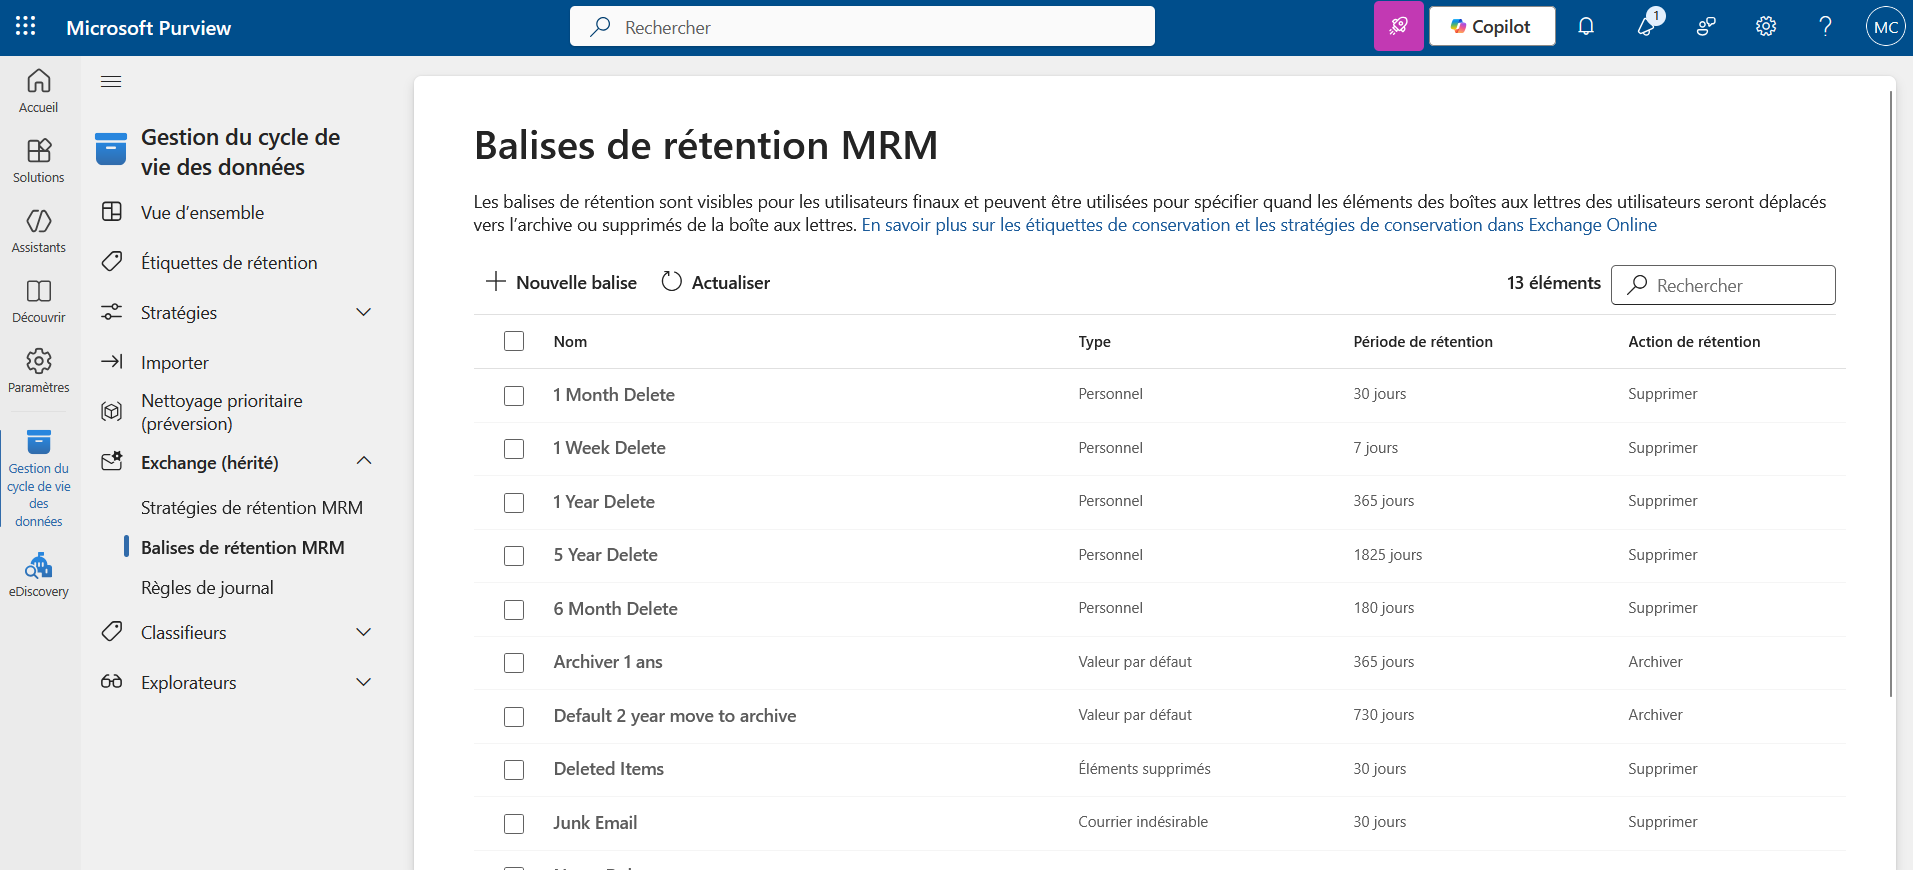 Microsoft Purview
Rechercher
Copilot
1
MC
Accueil
Solutions
Assistants
Découvrir
Paramètres
Gestion du
cycle de vie
des
données
eDiscovery
Gestion du cycle de
vie des données
Vue d'ensemble
Étiquettes de rétention
Stratégies
Importer
Nettoyage prioritaire
(préversion)
Exchange (hérité)
Stratégies de rétention MRM
Balises de rétention MRM
Règles de journal
Classifieurs
Explorateurs
Balises de rétention MRM
Les balises de rétention sont visibles pour les utilisateurs finaux et peuvent être utilisées pour spécifier quand les éléments des boîtes aux lettres des utilisateurs seront déplacés
vers l'archive ou supprimés de la boîte aux lettres. En savoir plus sur les étiquettes de conservation et les stratégies de conservation dans Exchange Online
Nouvelle balise Actualiser 13 éléments Rechercher
Nom Type Période de rétention Action de rétention
1 Month Delete Personnel 30 jours Supprimer
1 Week Delete Personnel 7 jours Supprimer
1 Year Delete Personnel 365 jours Supprimer
5 Year Delete Personnel 1825 jours Supprimer
6 Month Delete Personnel 180 jours Supprimer
Archiver 1 ans Valeur par défaut 365 jours Archiver
Default 2 year move to archive Valeur par défaut 730 jours Archiver
Deleted Items Éléments supprimés 30 jours Supprimer
Junk Email Courrier indésirable 30 jours Supprimer